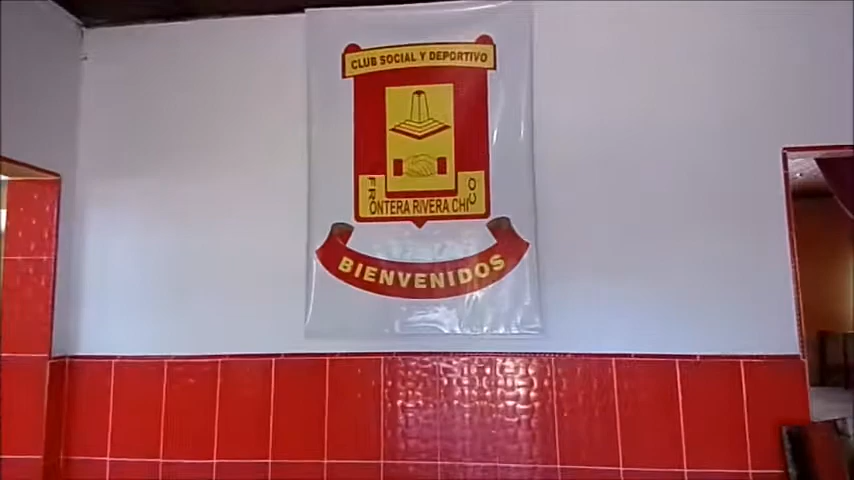 CLUB SOCIAL Y DEPORTIVO
FRONTERA RIVERA CHICO
BIENVENIDOS